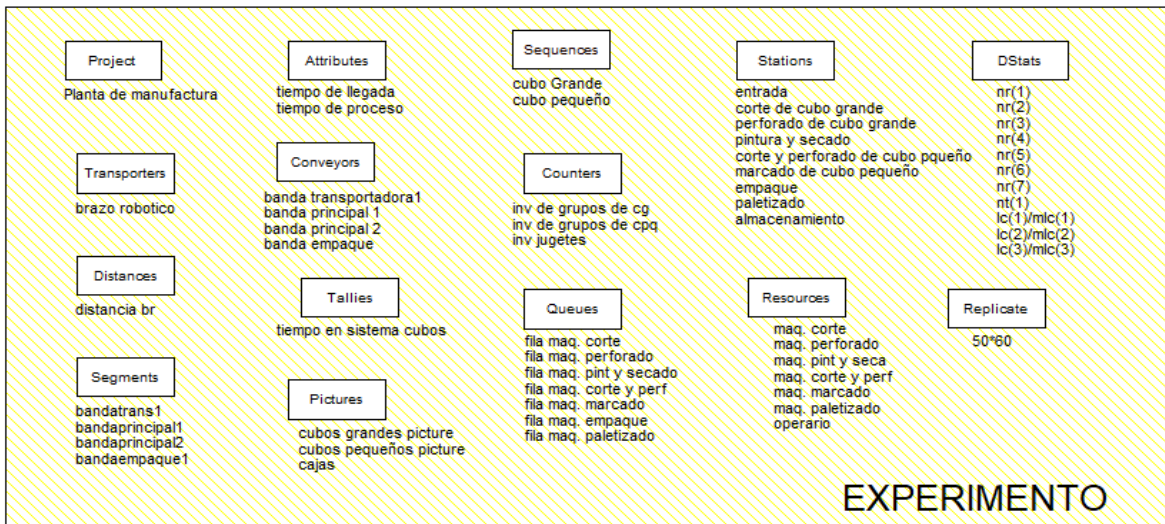 Project
Planta de manufactura
Transporters
brazo robotico
Distances
distancia br
Segments
bandatrans1
bandaprincipal1
bandaprincipal2
bandaempaque1
Attributes
tiempo de llegada
tiempo de proceso
Conveyors
banda transportadora1
banda principal 1
banda principal 2
banda empaque
Tallies
tiempo en sistema cubos
Pictures
cubos grandes picture
cubos pequeños picture
cajas
Sequences
cubo Grande
cubo pequeño
Counters
inv de grupos de cg
inv de grupos de cpq
inv jugetes
Queues
fila maq. corte
fila maq. perforado
fila maq. pint y secado
fila maq. corte y perf
fila maq. marcado
fila maq. empaque
fila maq. paletizado
Stations
entrada
corte de cubo grande
perforado de cubo grande
pintura y secado
corte y perforado de cubo pqueño
marcado de cubo pequeño
empaque
paletizado
almacenamiento
Resources
maq. corte
maq. perforado
maq. pint y seca
maq. corte y perf
maq. marcado
maq. paletizado
operario
DStats
nr(1)
nr(2)
nr(3)
nr(4)
nr(5)
nr(6)
nr(7)
nt(1)
lc(1)/mlc(1)
lc(2)/mlc(2)
lc(3)/mlc(3)
Replicate
50*60
EXPERIMENTO